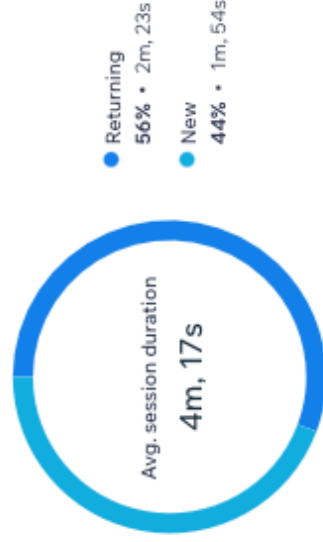 Avg. session duration
4m, 17s
Returning
56% • 2m, 23s
New
44% • 1m, 54s